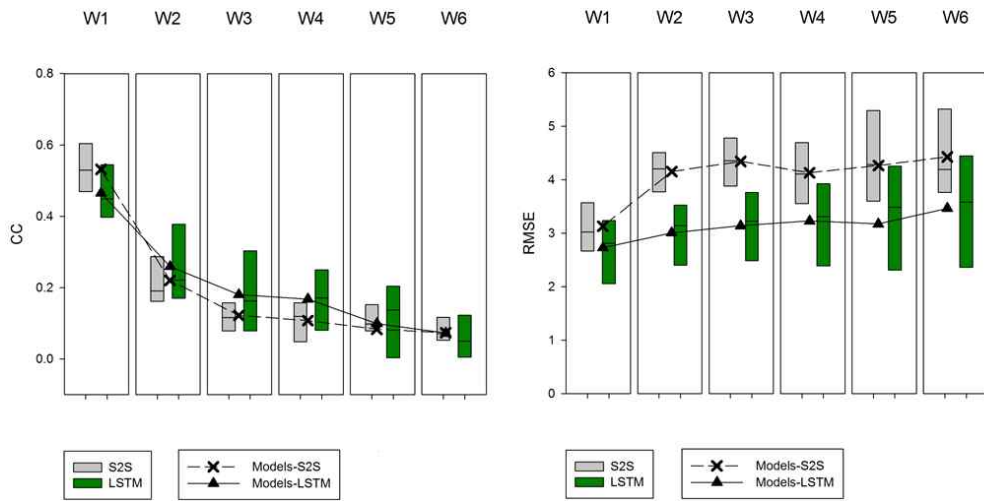 W1 W2 W3 W4 W5 W6
0.8
0.6
0.4
0.2
0.0
CC
S2S
LSTM
Models-S2S
Models-LSTM
W1 W2 W3 W4 W5 W6
6
5
4
3
2
1
0
RMSE
S2S
LSTM
Models-S2S
Models-LSTM